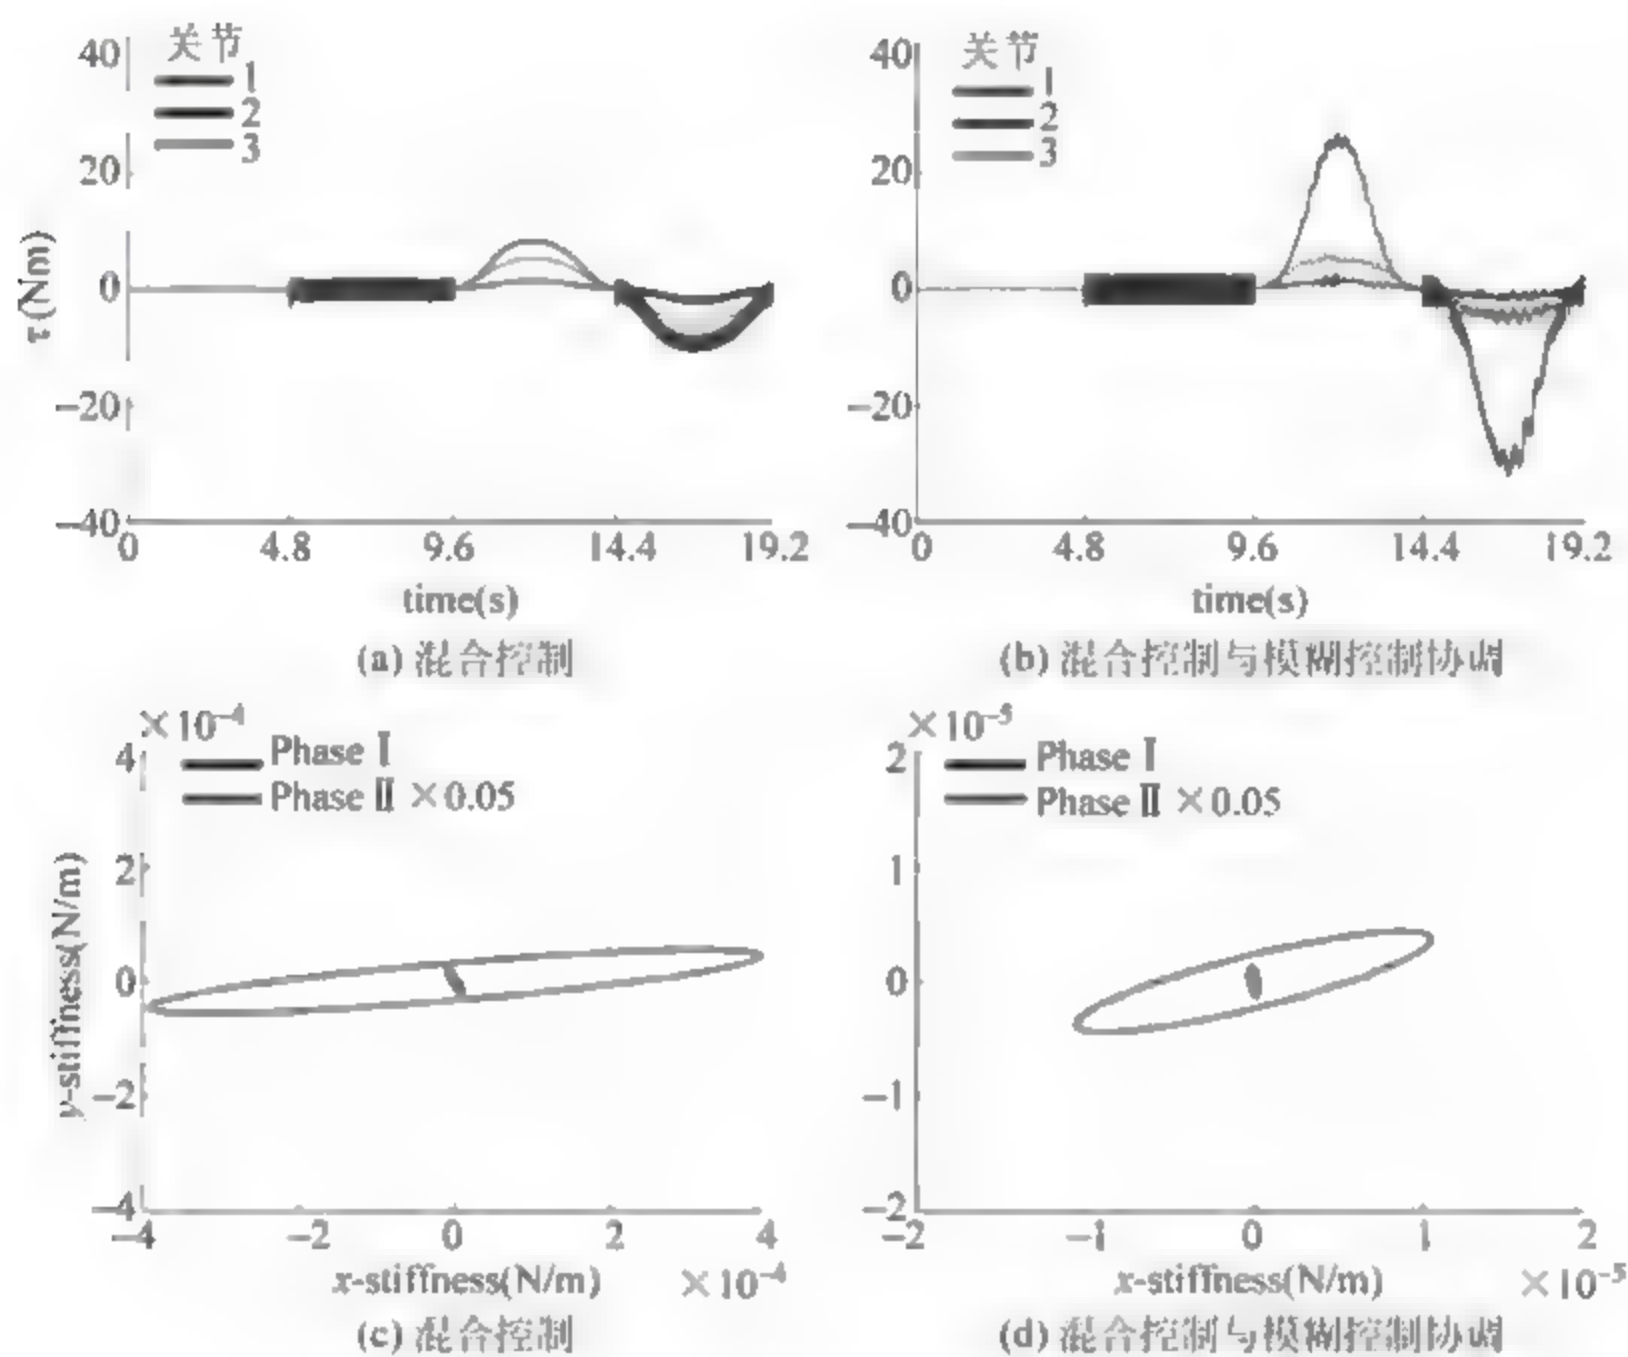 关节
1
2
3
40
20
0
-20
-40
τ(Nm)
0 4.8 9.6 14.4 19.2
time(s)
(a) 混合控制
关节
1
2
3
40
20
0
-20
-40
0 4.8 9.6 14.4 19.2
time(s)
(b) 混合控制与模糊控制协调
×10⁻⁴
Phase Ⅰ
Phase Ⅱ ×0.05
4
2
0
-2
-4
y-stiffness(N/m)
-4 -2 0 2 4
x-stiffness(N/m) ×10⁻⁴
(c) 混合控制
×10⁻⁵
Phase Ⅰ
Phase Ⅱ ×0.05
2
1
0
-1
-2
-2 -1 0 1 2
x-stiffness(N/m) ×10⁻⁵
(d) 混合控制与模糊控制协调